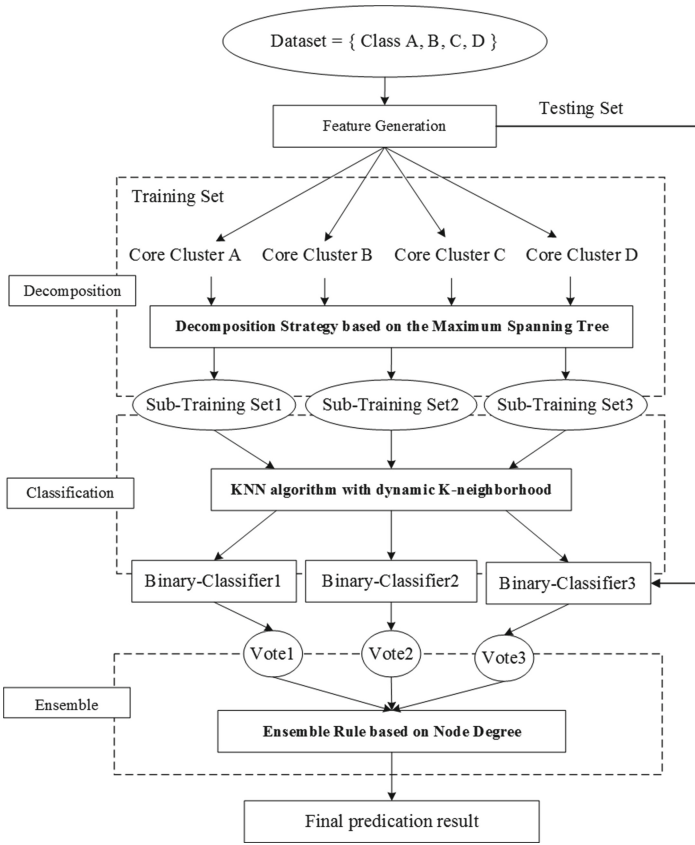 Dataset = { Class A, B, C, D }
Testing Set
Feature Generation
Training Set
Core Cluster A
Core Cluster B
Core Cluster C
Core Cluster D
Decomposition
Decomposition Strategy based on the Maximum Spanning Tree
Sub-Training Set1
Sub-Training Set2
Sub-Training Set3
Classification
KNN algorithm with dynamic K-neighborhood
Binary-Classifier1
Binary-Classifier2
Binary-Classifier3
Vote1
Vote2
Vote3
Ensemble
Ensemble Rule based on Node Degree
Final predication result